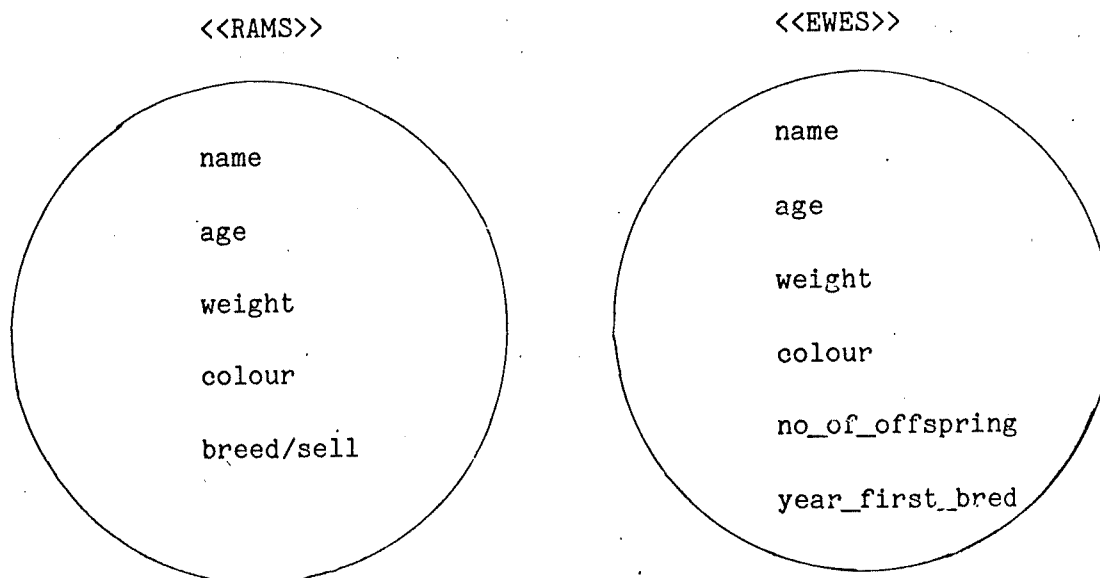 <<RAMS>>
name
age
weight
colour
breed/sell
<<EWES>>
name
age
weight
colour
no_of_offspring
year_first_bred